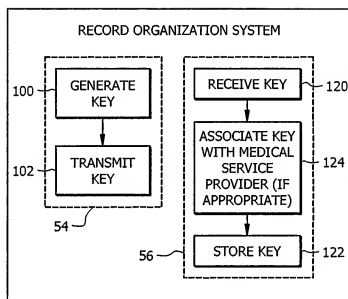 RECORD ORGANIZATION SYSTEM
100
GENERATE
KEY
102
TRANSMIT
KEY
54
RECEIVE KEY
120
ASSOCIATE KEY
WITH MEDICAL
SERVICE
PROVIDER (IF
APPROPRIATE)
124
56
STORE KEY
122